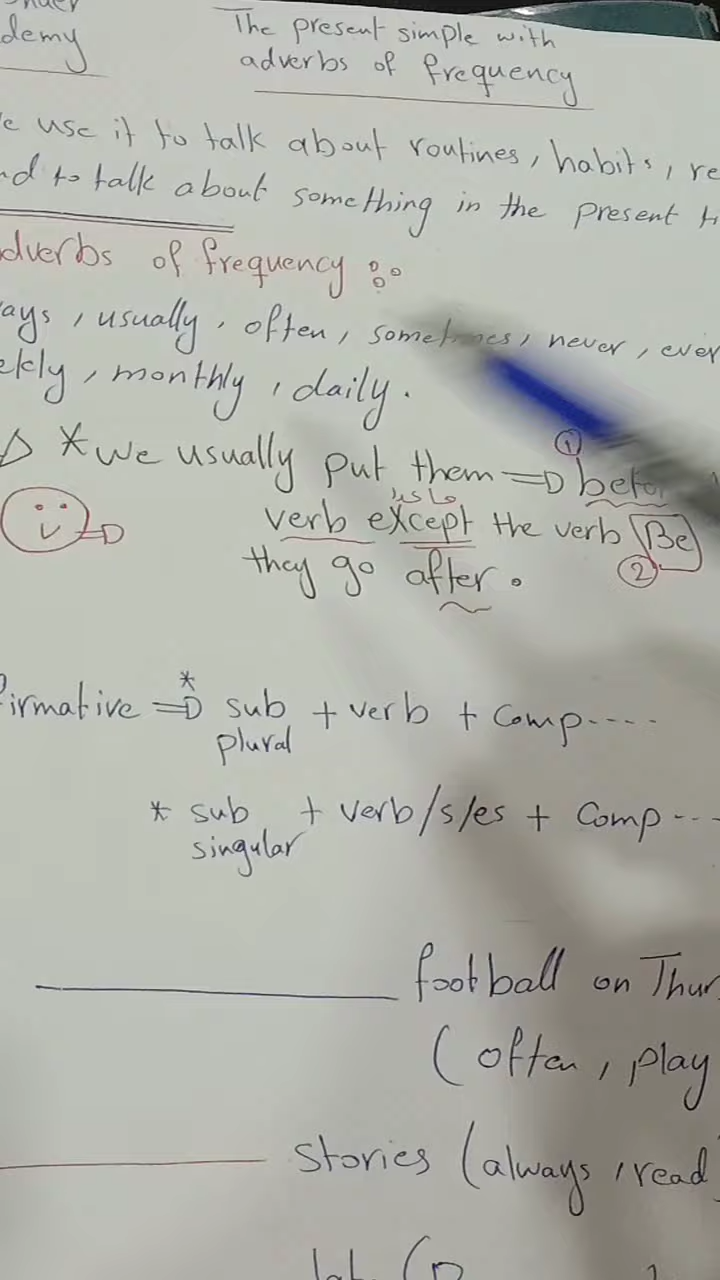 demy
The present simple with
adverbs of frequency
use it to talk about routines, habits, re
to talk about something in the present
dverbs of frequency
ays, usually, often, sometimes, never, ever
ekly, monthly, daily.
* we usually put them ⇒ ① befo
verb except the verb Be
② they go after.
irmative ⇒ * sub + verb + Comp.....
plural
* sub + verb/s/es + Comp...
singular
football on Thur
(often, play
stories (always, read